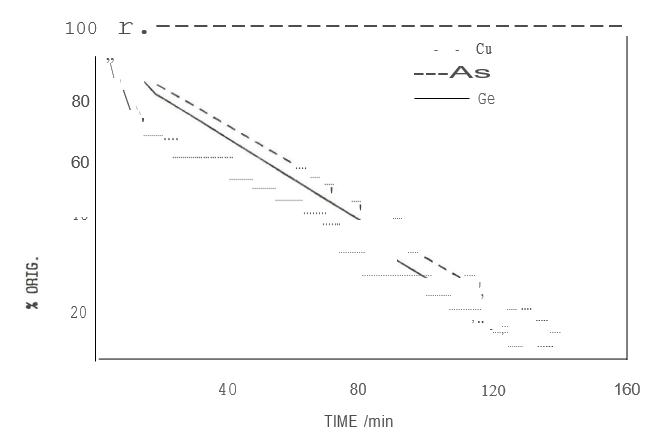 100 r.
- - Cu
As
80
Ge
60
% ORIG.
20
40 80 120 160
TIME /min